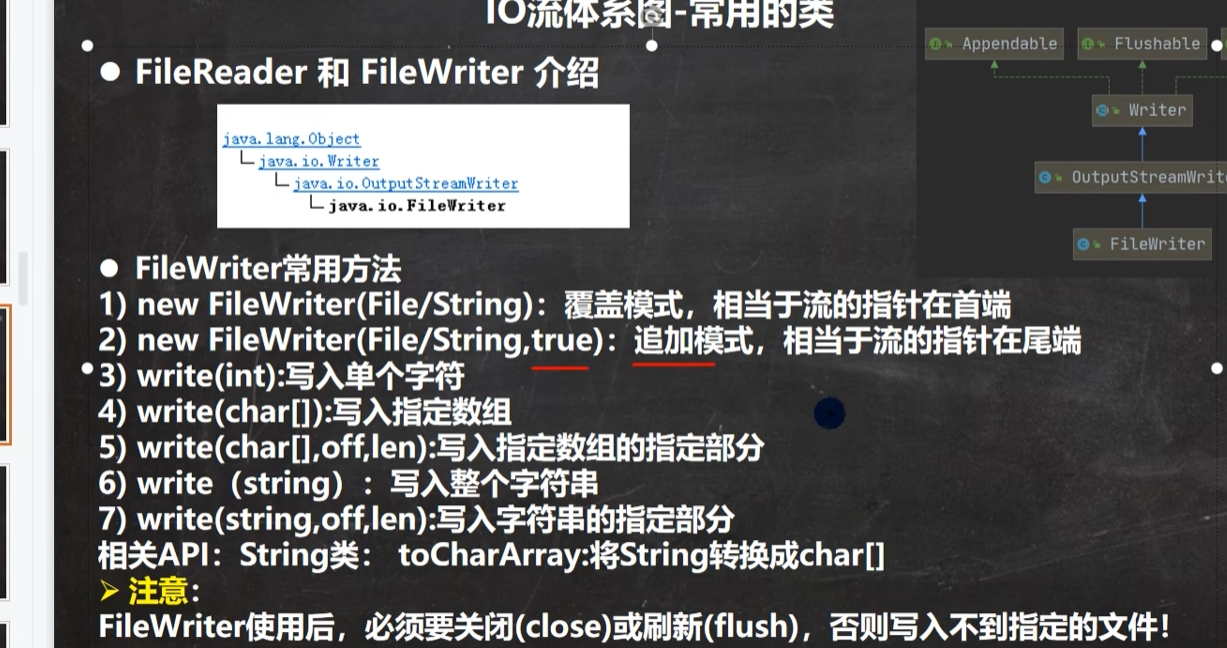 IO流体系图-常用的类
● FileReader 和 FileWriter 介绍
java.lang.Object
java.io.Writer
java.io.OutputStreamWriter
java.io.FileWriter
Appendable
Flushable
Writer
OutputStreamWrite
FileWriter
● FileWriter常用方法
1) new FileWriter(File/String)：覆盖模式，相当于流的指针在首端
2) new FileWriter(File/String,true)：追加模式，相当于流的指针在尾端
3) write(int):写入单个字符
4) write(char[]):写入指定数组
5) write(char[],off,len):写入指定数组的指定部分
6) write（string）：写入整个字符串
7) write(string,off,len):写入字符串的指定部分
相关API：String类： toCharArray:将String转换成char[]
➢ 注意：
FileWriter使用后，必须要关闭(close)或刷新(flush)，否则写入不到指定的文件！